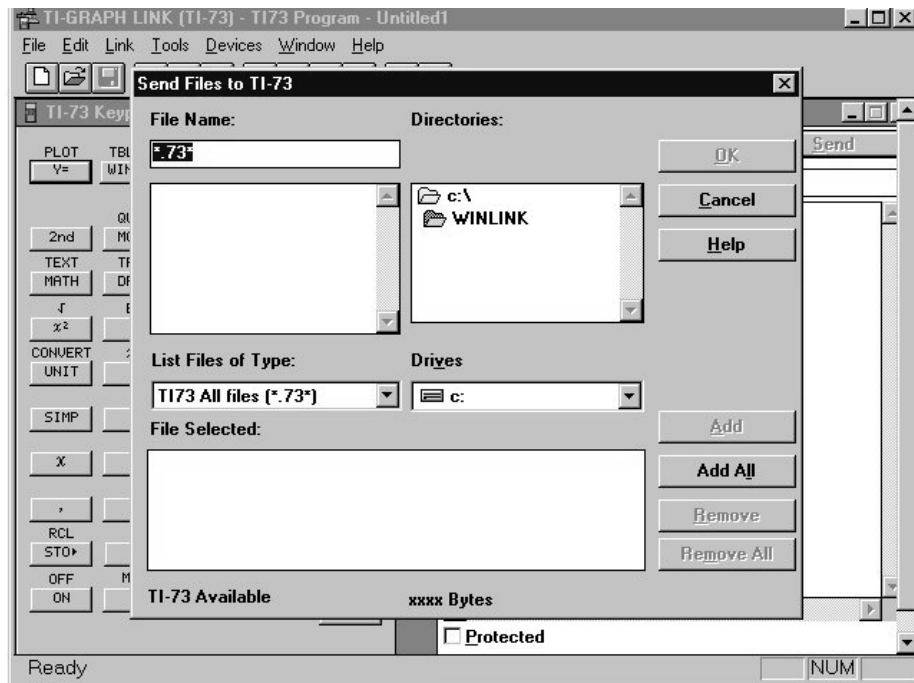 TI-GRAPH LINK (TI-73) - TI73 Program - Untitled1
File Edit Link Tools Devices Window Help
Send Files to TI-73
TI-73 Keyp
File Name:
Directories:
*.73*
OK
Send
c:\
WINLINK
Cancel
Help
PLOT
Y=
2nd
TEXT
MATH
√
x²
CONVERT
UNIT
SIMP
x
,
RCL
STO▸
OFF
ON
List Files of Type:
Drives
TI73 All files (*.73*)
c:
File Selected:
Add
Add All
Remove
Remove All
TI-73 Available
xxxx Bytes
Protected
Ready
NUM